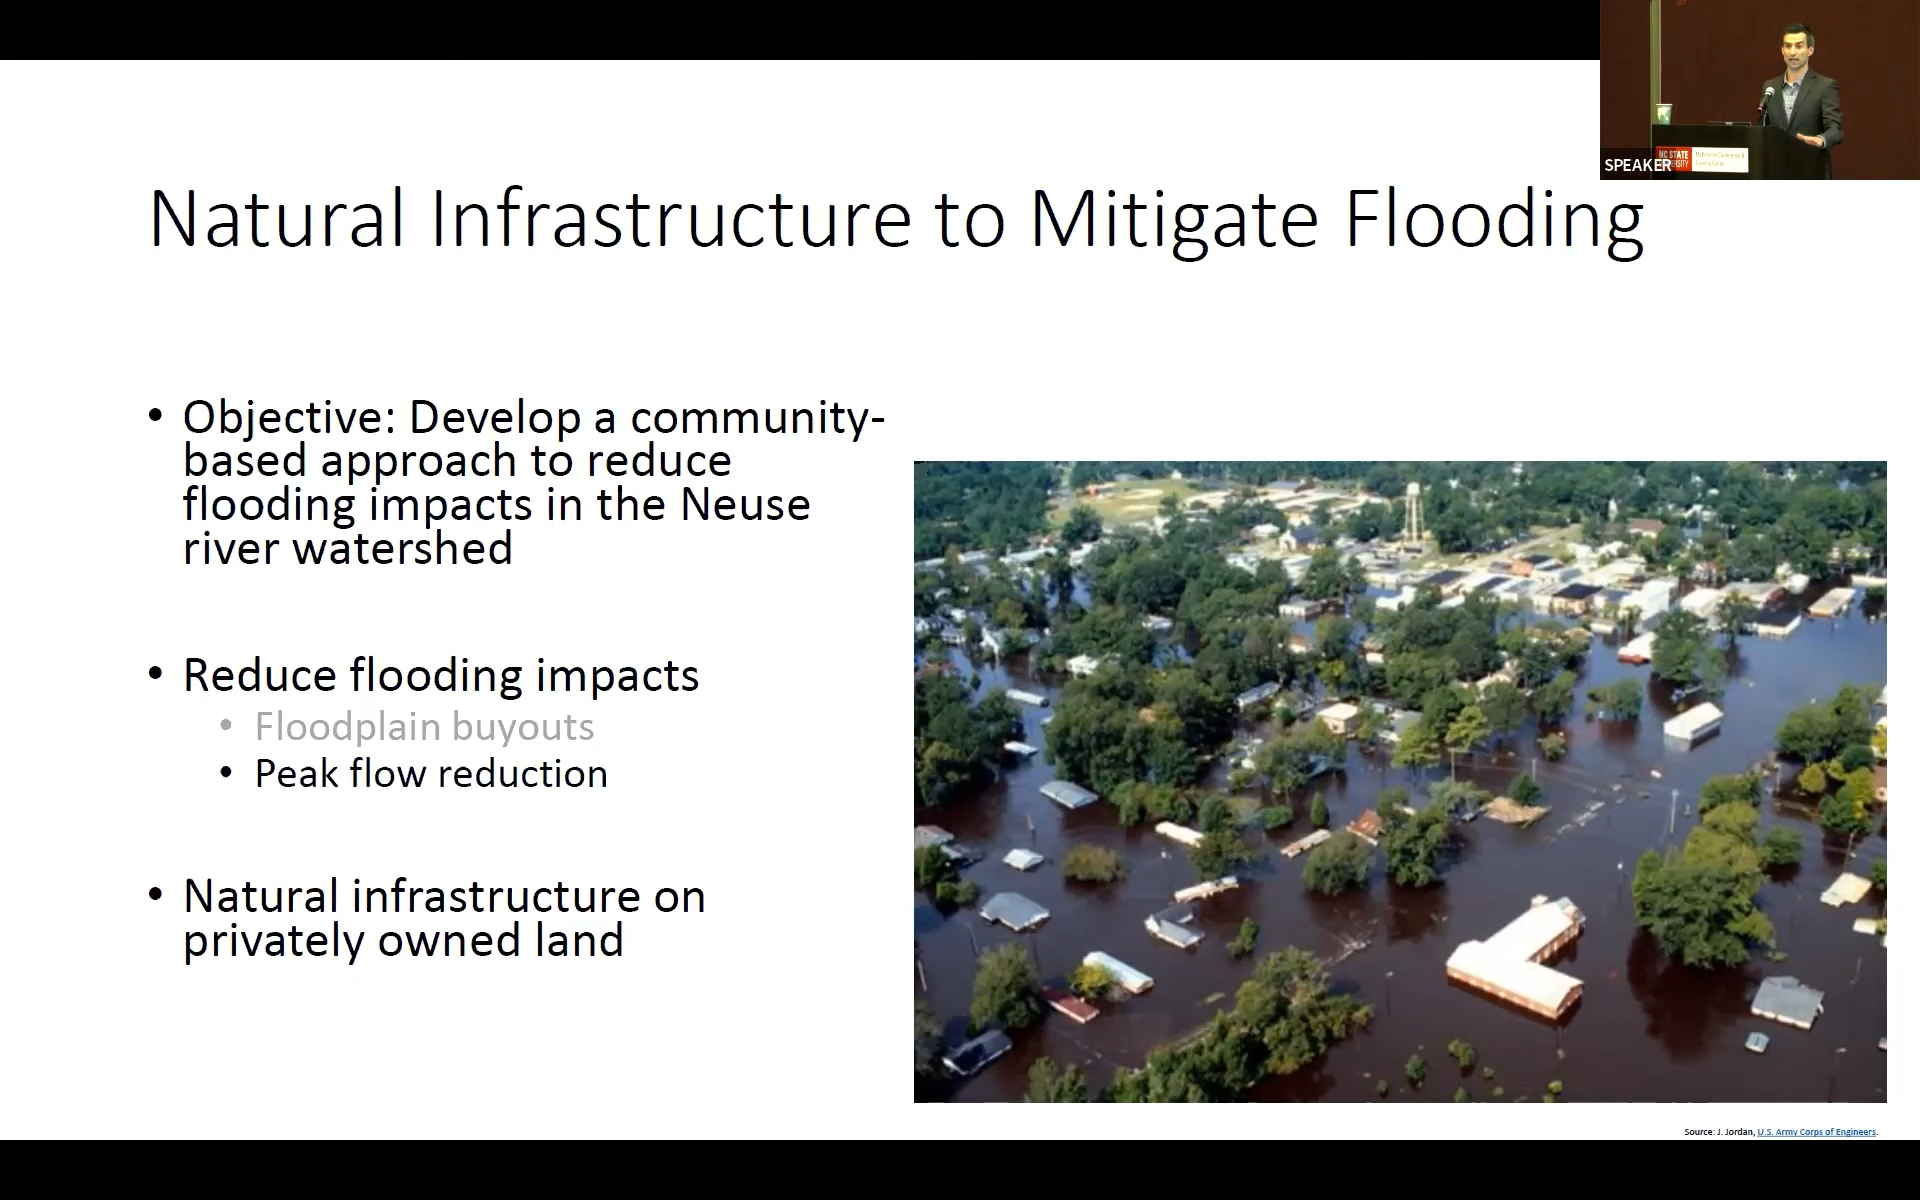 SPEAKER
NC STATE
Natural Infrastructure to Mitigate Flooding
• Objective: Develop a community-
based approach to reduce
flooding impacts in the Neuse
river watershed
• Reduce flooding impacts
• Floodplain buyouts
• Peak flow reduction
• Natural infrastructure on
privately owned land
Source: J. Jordan, U.S. Army Corps of Engineers.